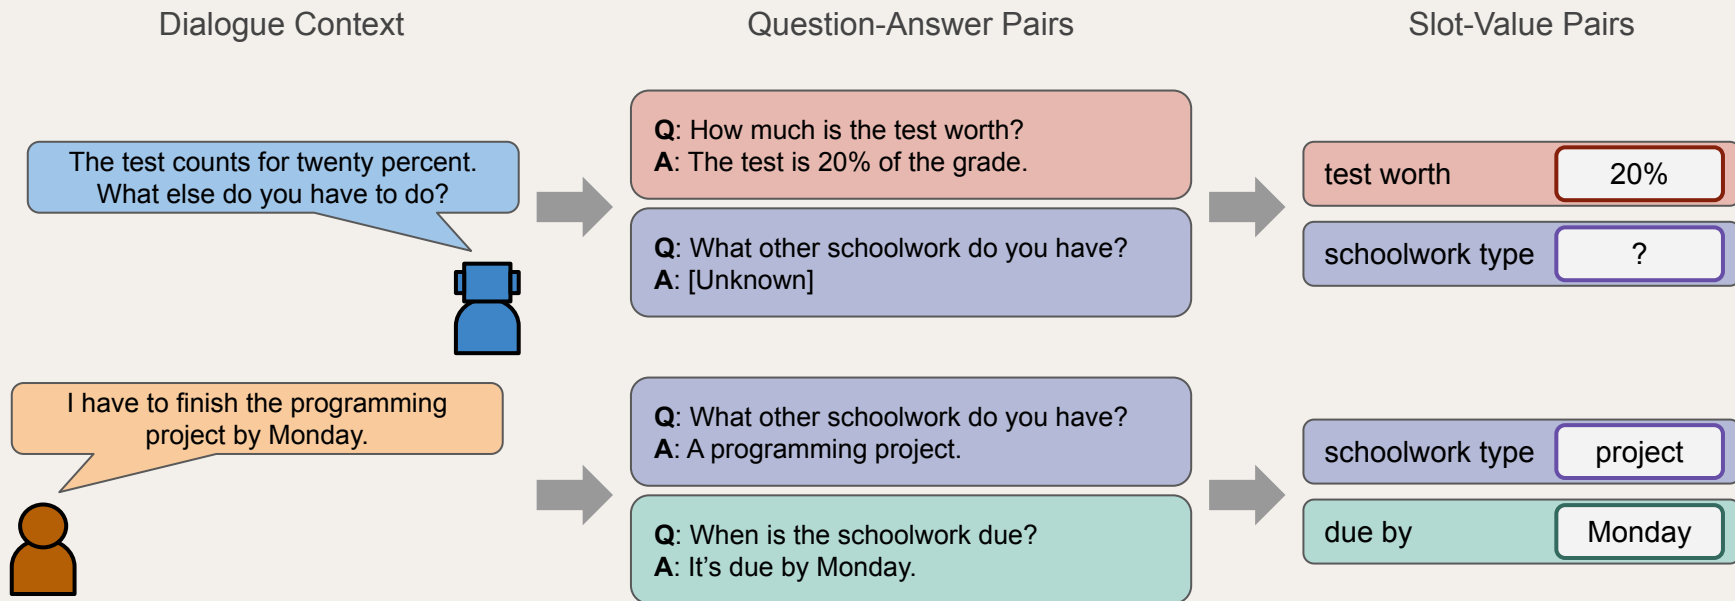 Dialogue Context
Question-Answer Pairs
Slot-Value Pairs
The test counts for twenty percent.
What else do you have to do?
Q: How much is the test worth?
A: The test is 20% of the grade.
Q: What other schoolwork do you have?
A: [Unknown]
test worth
20%
schoolwork type
?
I have to finish the programming
project by Monday.
Q: What other schoolwork do you have?
A: A programming project.
Q: When is the schoolwork due?
A: It’s due by Monday.
schoolwork type
project
due by
Monday